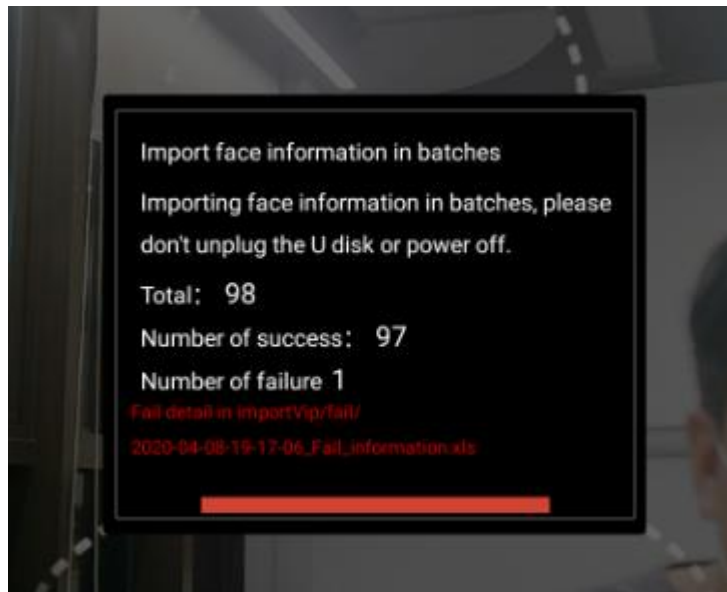 Import face information in batches
Importing face information in batches, please
don't unplug the U disk or power off.
Total： 98
Number of success： 97
Number of failure 1
Fail detail in importVip/fail/
2020-04-08-19-17-06_Fail_information.xls